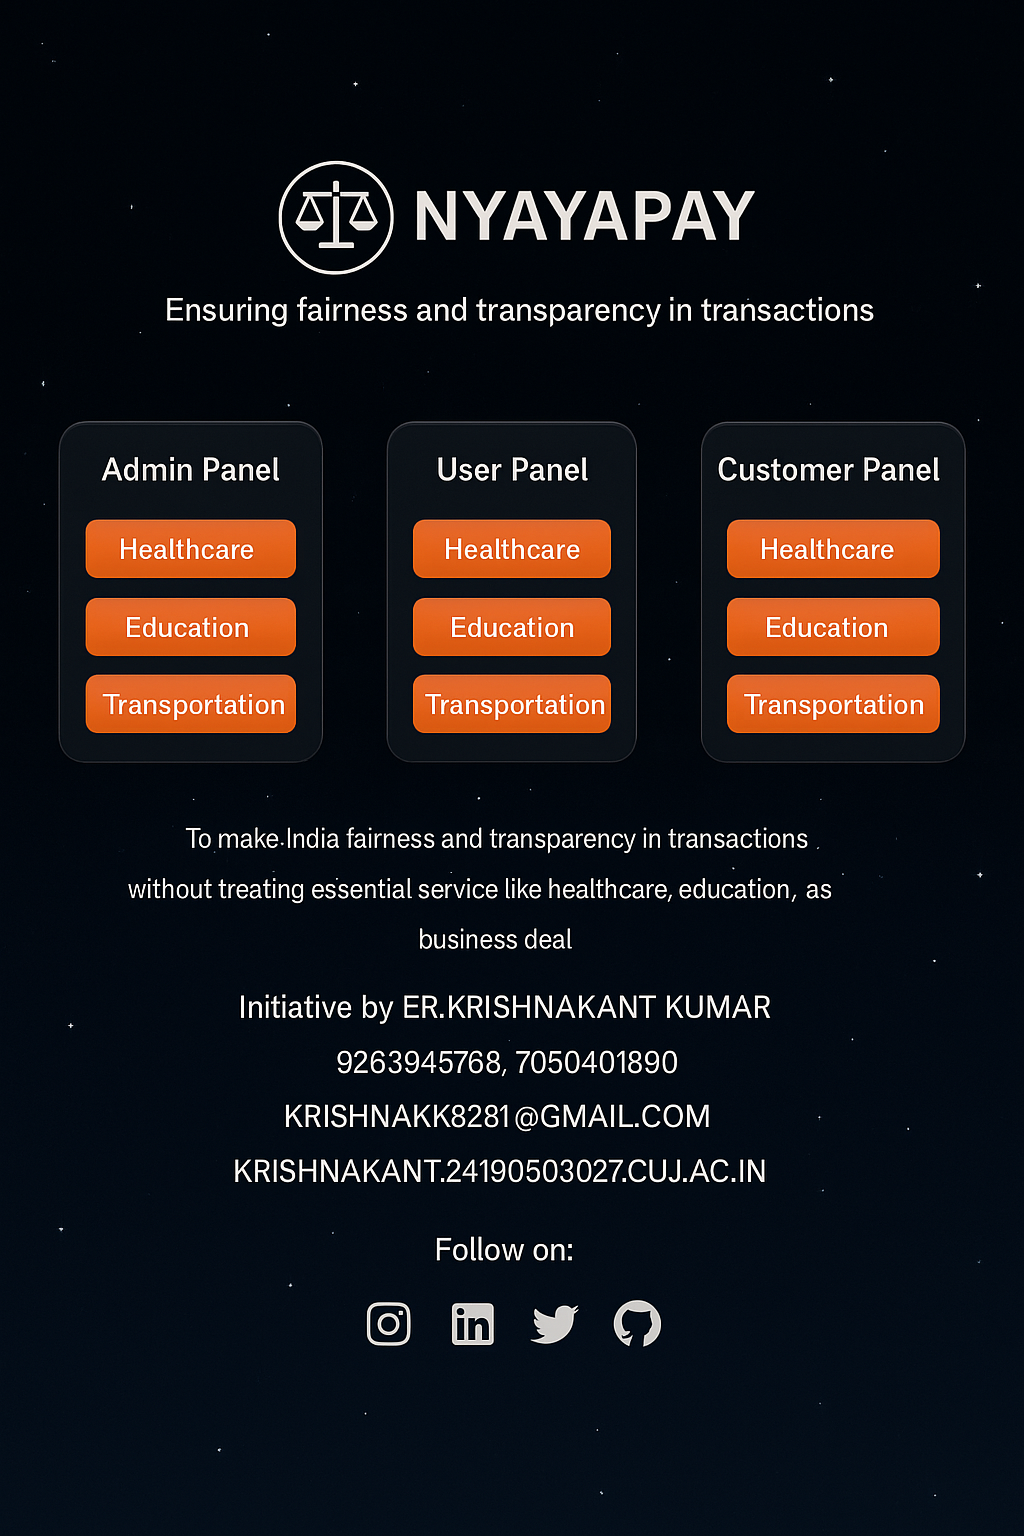 NYAYAPAY
Ensuring fairness and transparency in transactions
Admin Panel
Healthcare
Education
Transportation
User Panel
Healthcare
Education
Transportation
Customer Panel
Healthcare
Education
Transportation
To make India fairness and transparency in transactions
without treating essential service like healthcare, education, as
business deal
Initiative by ER.KRISHNAKANT KUMAR
9263945768, 7050401890
KRISHNAKK8281@GMAIL.COM
KRISHNAKANT.24190503027.CUJ.AC.IN
Follow on:
in